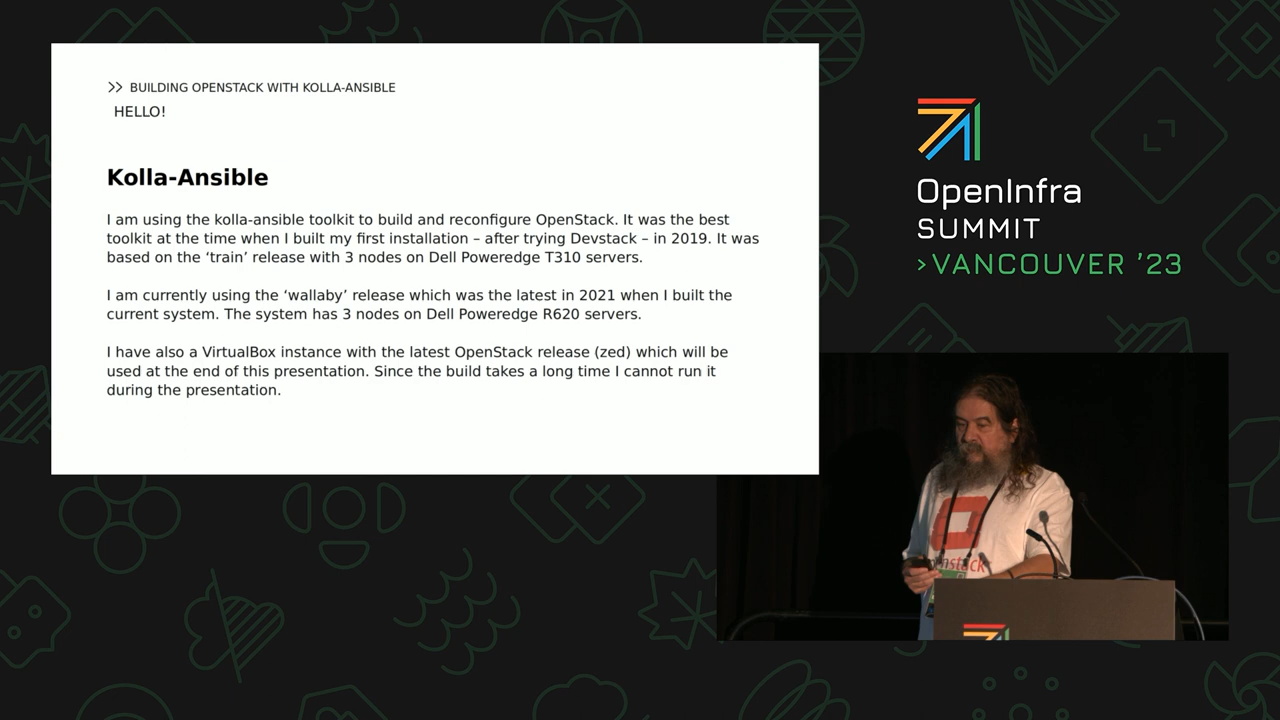 >> BUILDING OPENSTACK WITH KOLLA-ANSIBLE
HELLO!
Kolla-Ansible
I am using the kolla-ansible toolkit to build and reconfigure OpenStack. It was the best
toolkit at the time when I built my first installation – after trying Devstack – in 2019. It was
based on the ‘train’ release with 3 nodes on Dell Poweredge T310 servers.
I am currently using the ‘wallaby’ release which was the latest in 2021 when I built the
current system. The system has 3 nodes on Dell Poweredge R620 servers.
I have also a VirtualBox instance with the latest OpenStack release (zed) which will be
used at the end of this presentation. Since the build takes a long time I cannot run it
during the presentation.
OpenInfra
SUMMIT
>VANCOUVER ’23